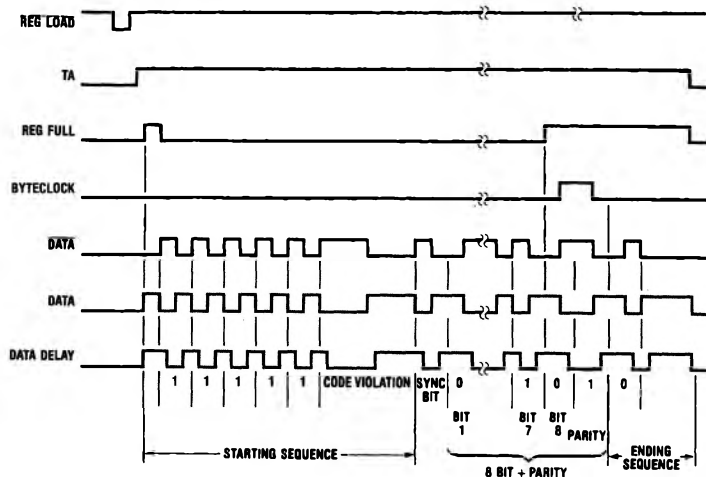 REG LOAD
TA
REG FULL
BYTECLOCK
DATA
DATA
DATA DELAY
1 1 1 1 1 CODE VIOLATION SYNC BIT 0 1 0 1 0
BIT 1 BIT 7 BIT 8 PARITY
STARTING SEQUENCE ENDING SEQUENCE
8 BIT + PARITY